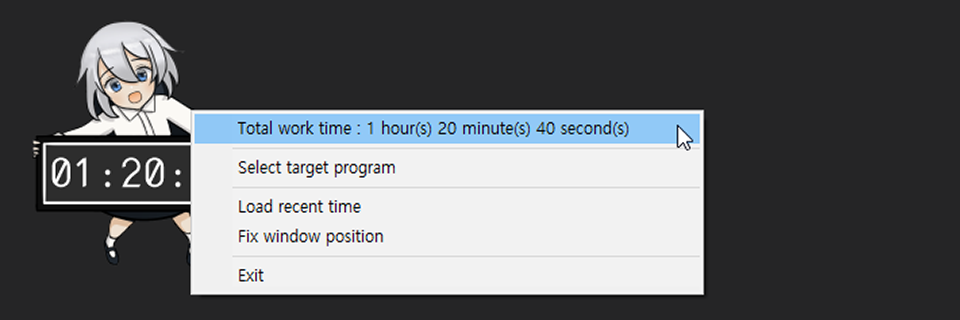 01:20:
Total work time : 1 hour(s) 20 minute(s) 40 second(s)
Select target program
Load recent time
Fix window position
Exit